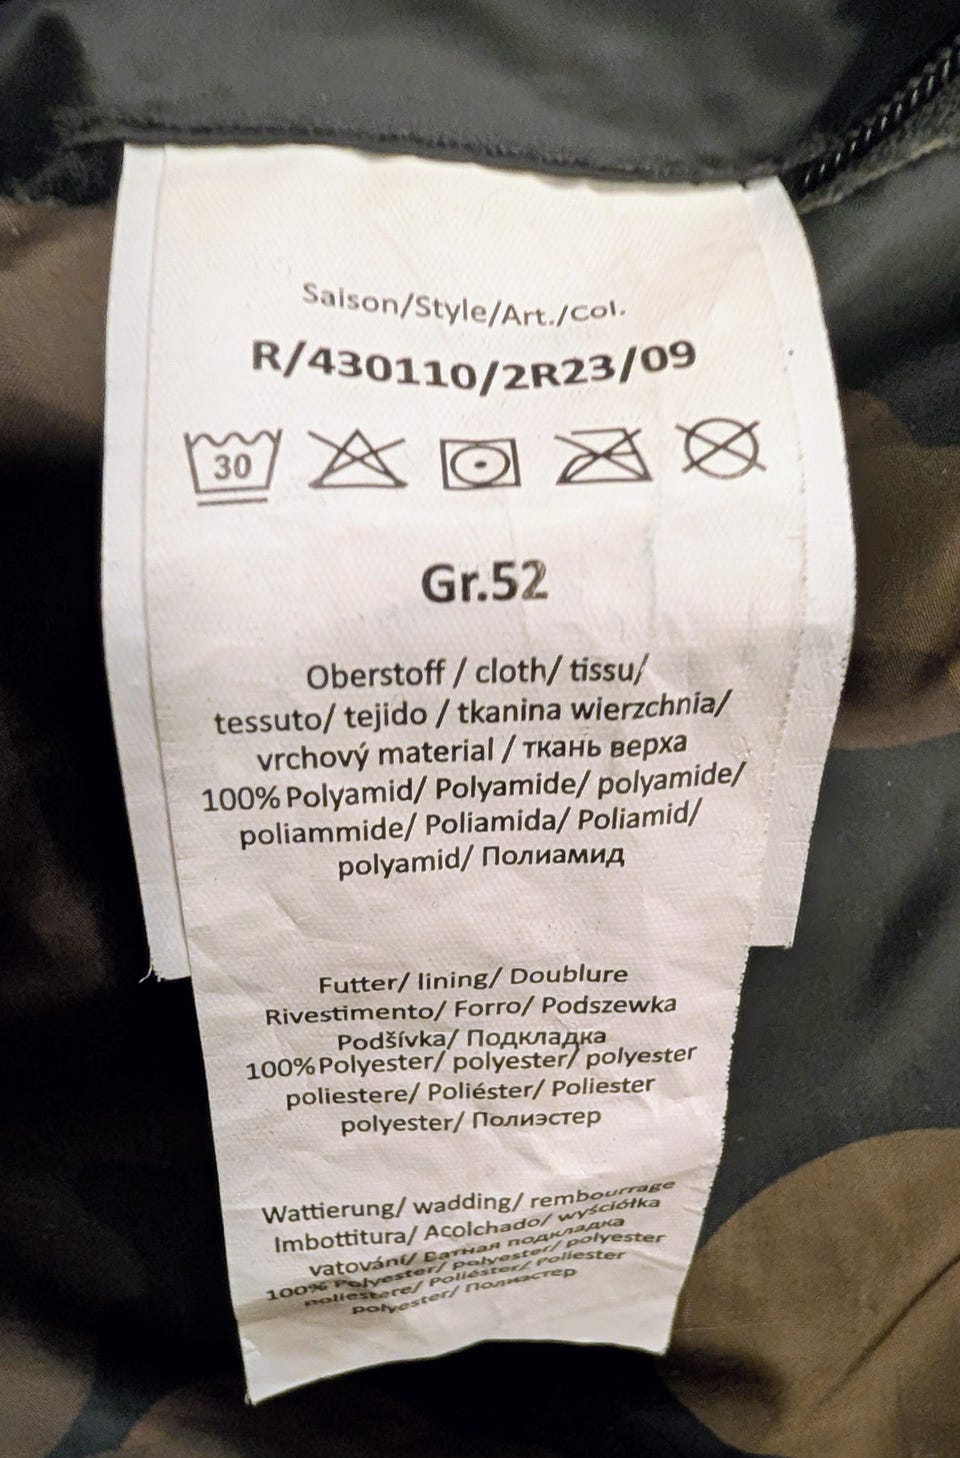 Saison/Style/Art./Col.
R/430110/2R23/09
30
Gr.52
Oberstoff / cloth/ tissu/
tessuto/ tejido / tkanina wierzchnia/
vrchový material / ткань верха
100% Polyamid/ Polyamide/ polyamide/
poliammide/ Poliamida/ Poliamid/
polyamid/ Полиамид
Futter/ lining/ Doublure
Rivestimento/ Forro/ Podszewka
Podšívka/ Подкладка
100% Polyester/ polyester/ polyester
poliestere/ Poliéster/ Poliester
polyester/ Полиэстер
Wattierung/ wadding/ rembourrage
Imbottitura/ Acolchado/ wyściółka
vatování/ Ватная подкладка
100% Polyester/ Polyester/ polyester
poliestere/ Poliéster/ Poliester
polyester/ Полиэстер